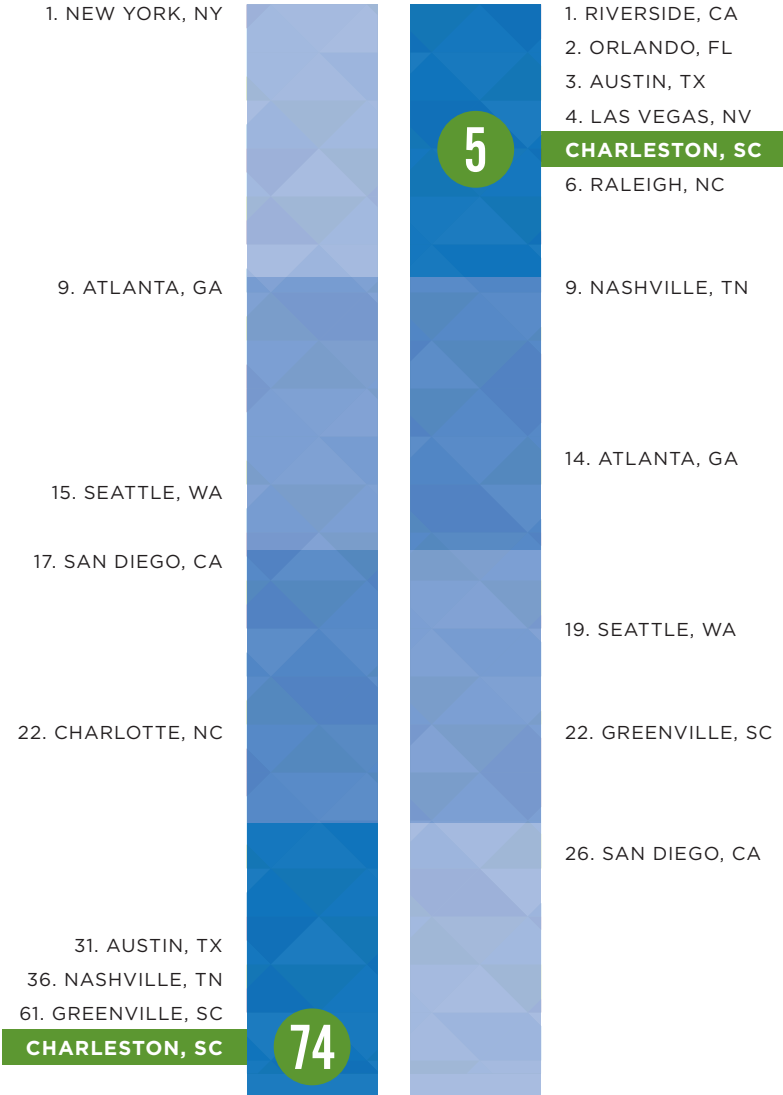 1. NEW YORK, NY
9. ATLANTA, GA
15. SEATTLE, WA
17. SAN DIEGO, CA
22. CHARLOTTE, NC
31. AUSTIN, TX
36. NASHVILLE, TN
61. GREENVILLE, SC
CHARLESTON, SC
74
1. RIVERSIDE, CA
2. ORLANDO, FL
3. AUSTIN, TX
4. LAS VEGAS, NV
5
CHARLESTON, SC
6. RALEIGH, NC
9. NASHVILLE, TN
14. ATLANTA, GA
19. SEATTLE, WA
22. GREENVILLE, SC
26. SAN DIEGO, CA